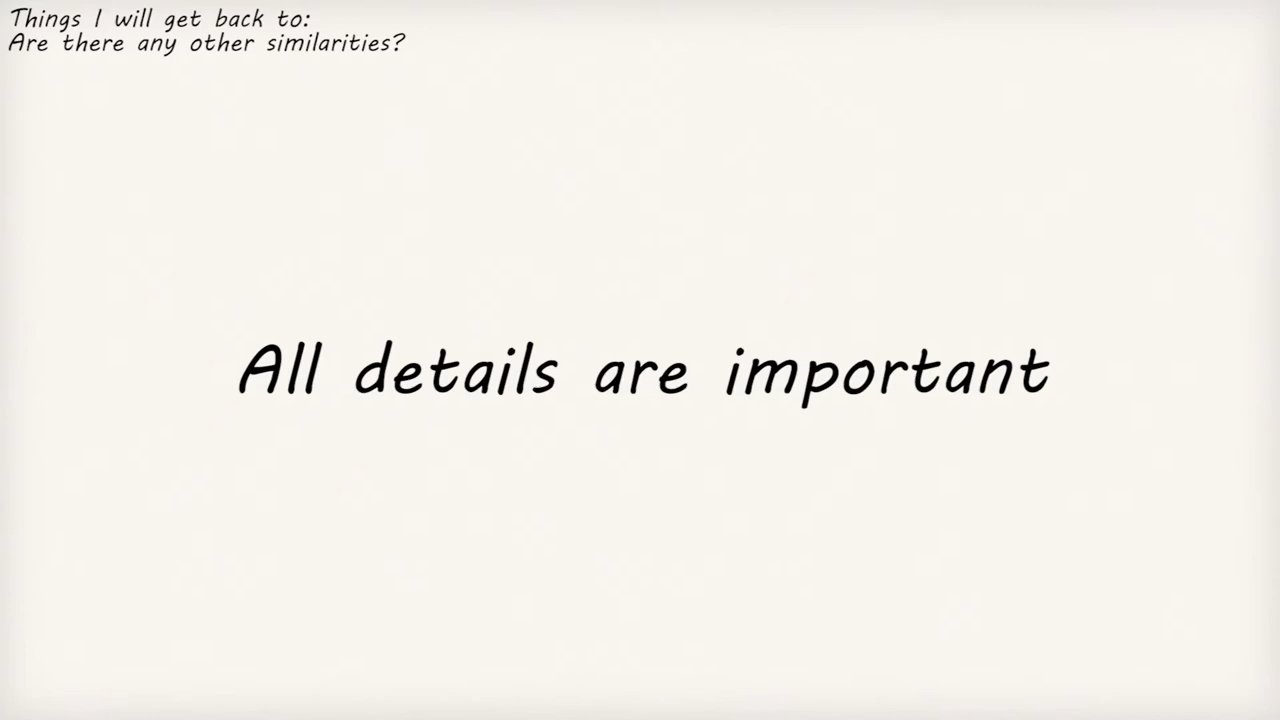 Things I will get back to:
Are there any other similarities?
All details are important